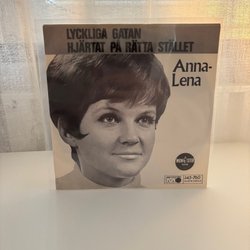 LYCKLIGA GATAN
HJÄRTAT PÅ RÄTTA STÄLLET
Anna-
Lena